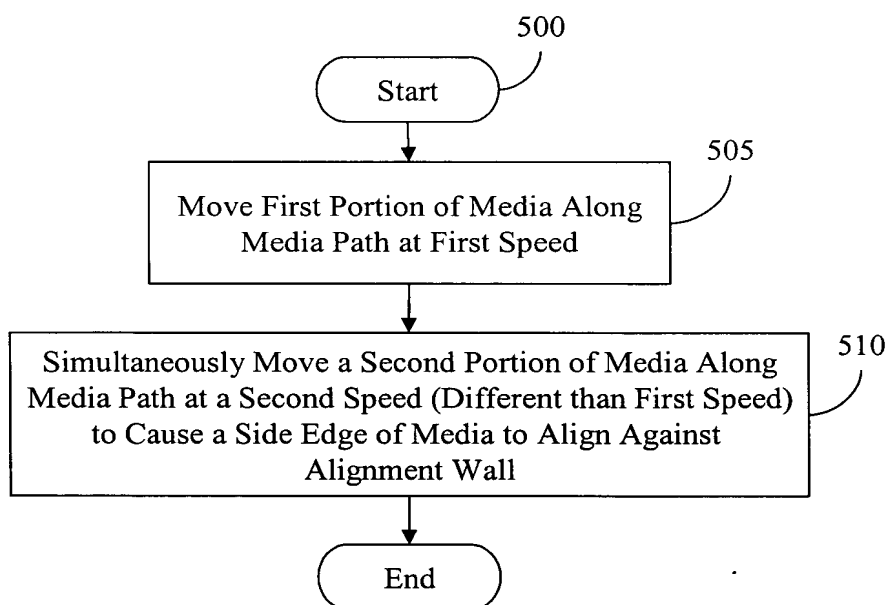 500
Start
505
Move First Portion of Media Along
Media Path at First Speed
510
Simultaneously Move a Second Portion of Media Along
Media Path at a Second Speed (Different than First Speed)
to Cause a Side Edge of Media to Align Against
Alignment Wall
End